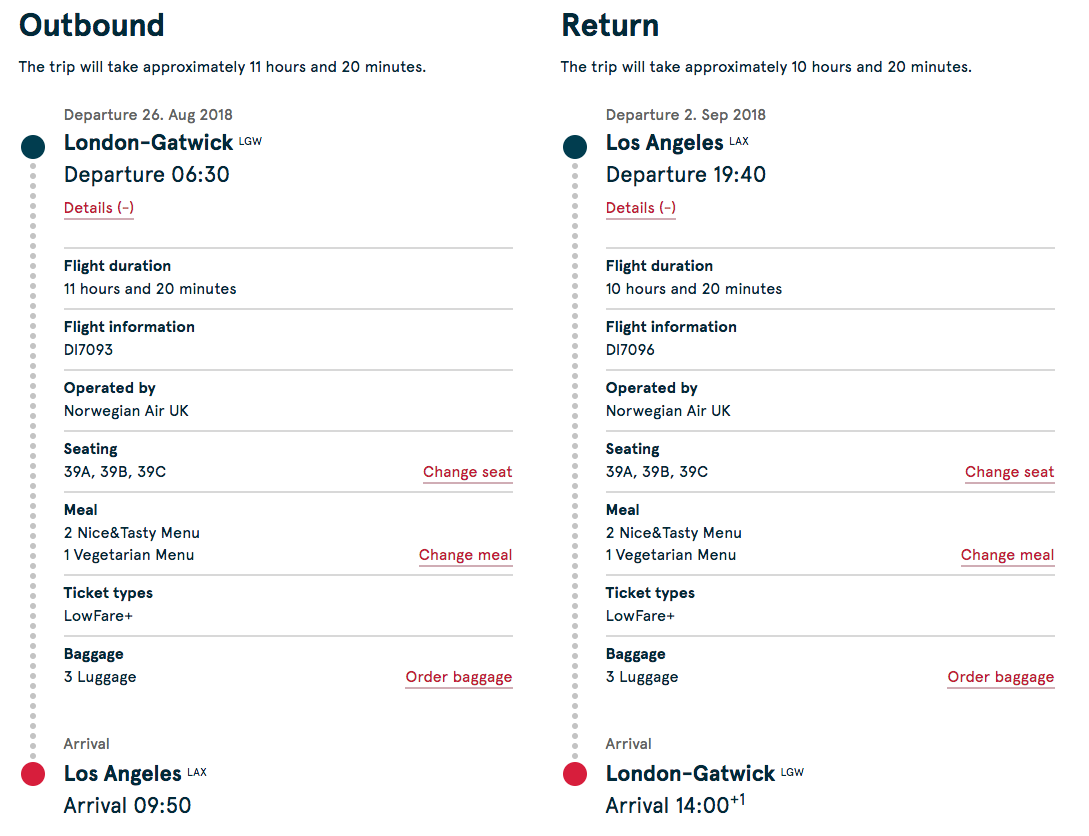 Outbound
The trip will take approximately 11 hours and 20 minutes.
Departure 26. Aug 2018
London-Gatwick LGW
Departure 06:30
Details (-)
Flight duration
11 hours and 20 minutes
Flight information
DI7093
Operated by
Norwegian Air UK
Seating
39A, 39B, 39C Change seat
Meal
2 Nice&Tasty Menu
1 Vegetarian Menu Change meal
Ticket types
LowFare+
Baggage
3 Luggage Order baggage
Arrival
Los Angeles LAX
Arrival 09:50
Return
The trip will take approximately 10 hours and 20 minutes.
Departure 2. Sep 2018
Los Angeles LAX
Departure 19:40
Details (-)
Flight duration
10 hours and 20 minutes
Flight information
DI7096
Operated by
Norwegian Air UK
Seating
39A, 39B, 39C Change seat
Meal
2 Nice&Tasty Menu
1 Vegetarian Menu Change meal
Ticket types
LowFare+
Baggage
3 Luggage Order baggage
Arrival
London-Gatwick LGW
Arrival 14:00+1